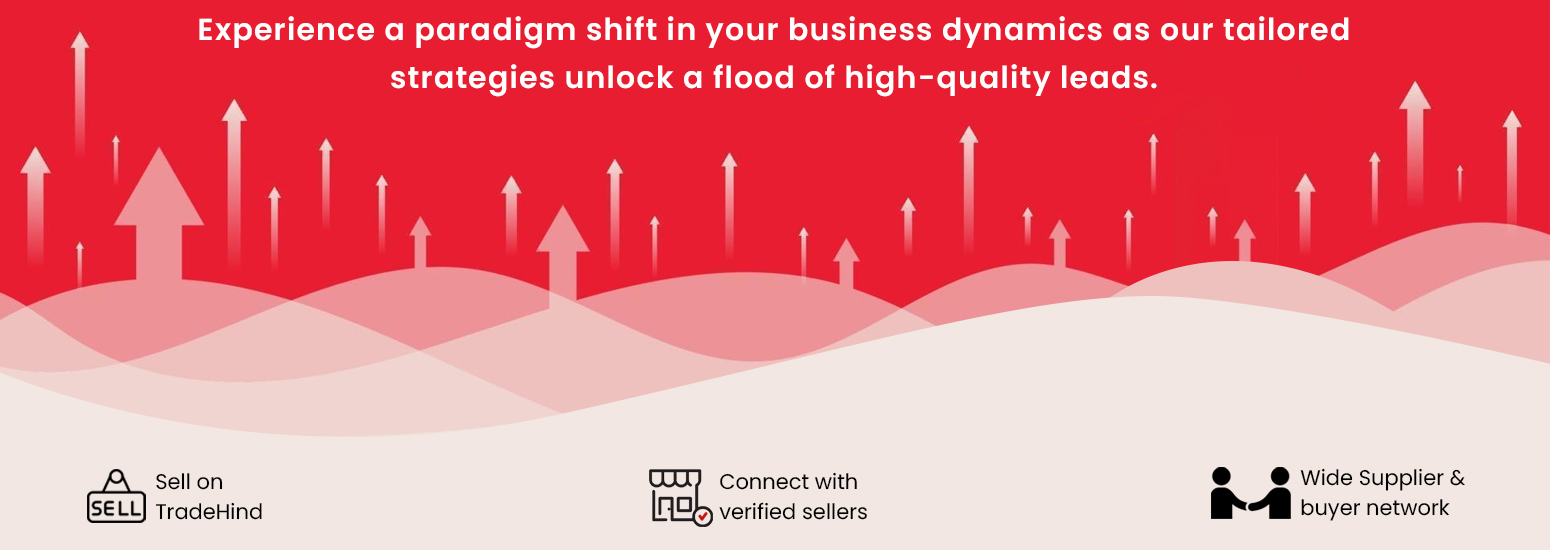 Experience a paradigm shift in your business dynamics as our tailored
strategies unlock a flood of high-quality leads.
SELL
Sell on
TradeHind
Connect with
verified sellers
Wide Supplier &
buyer network